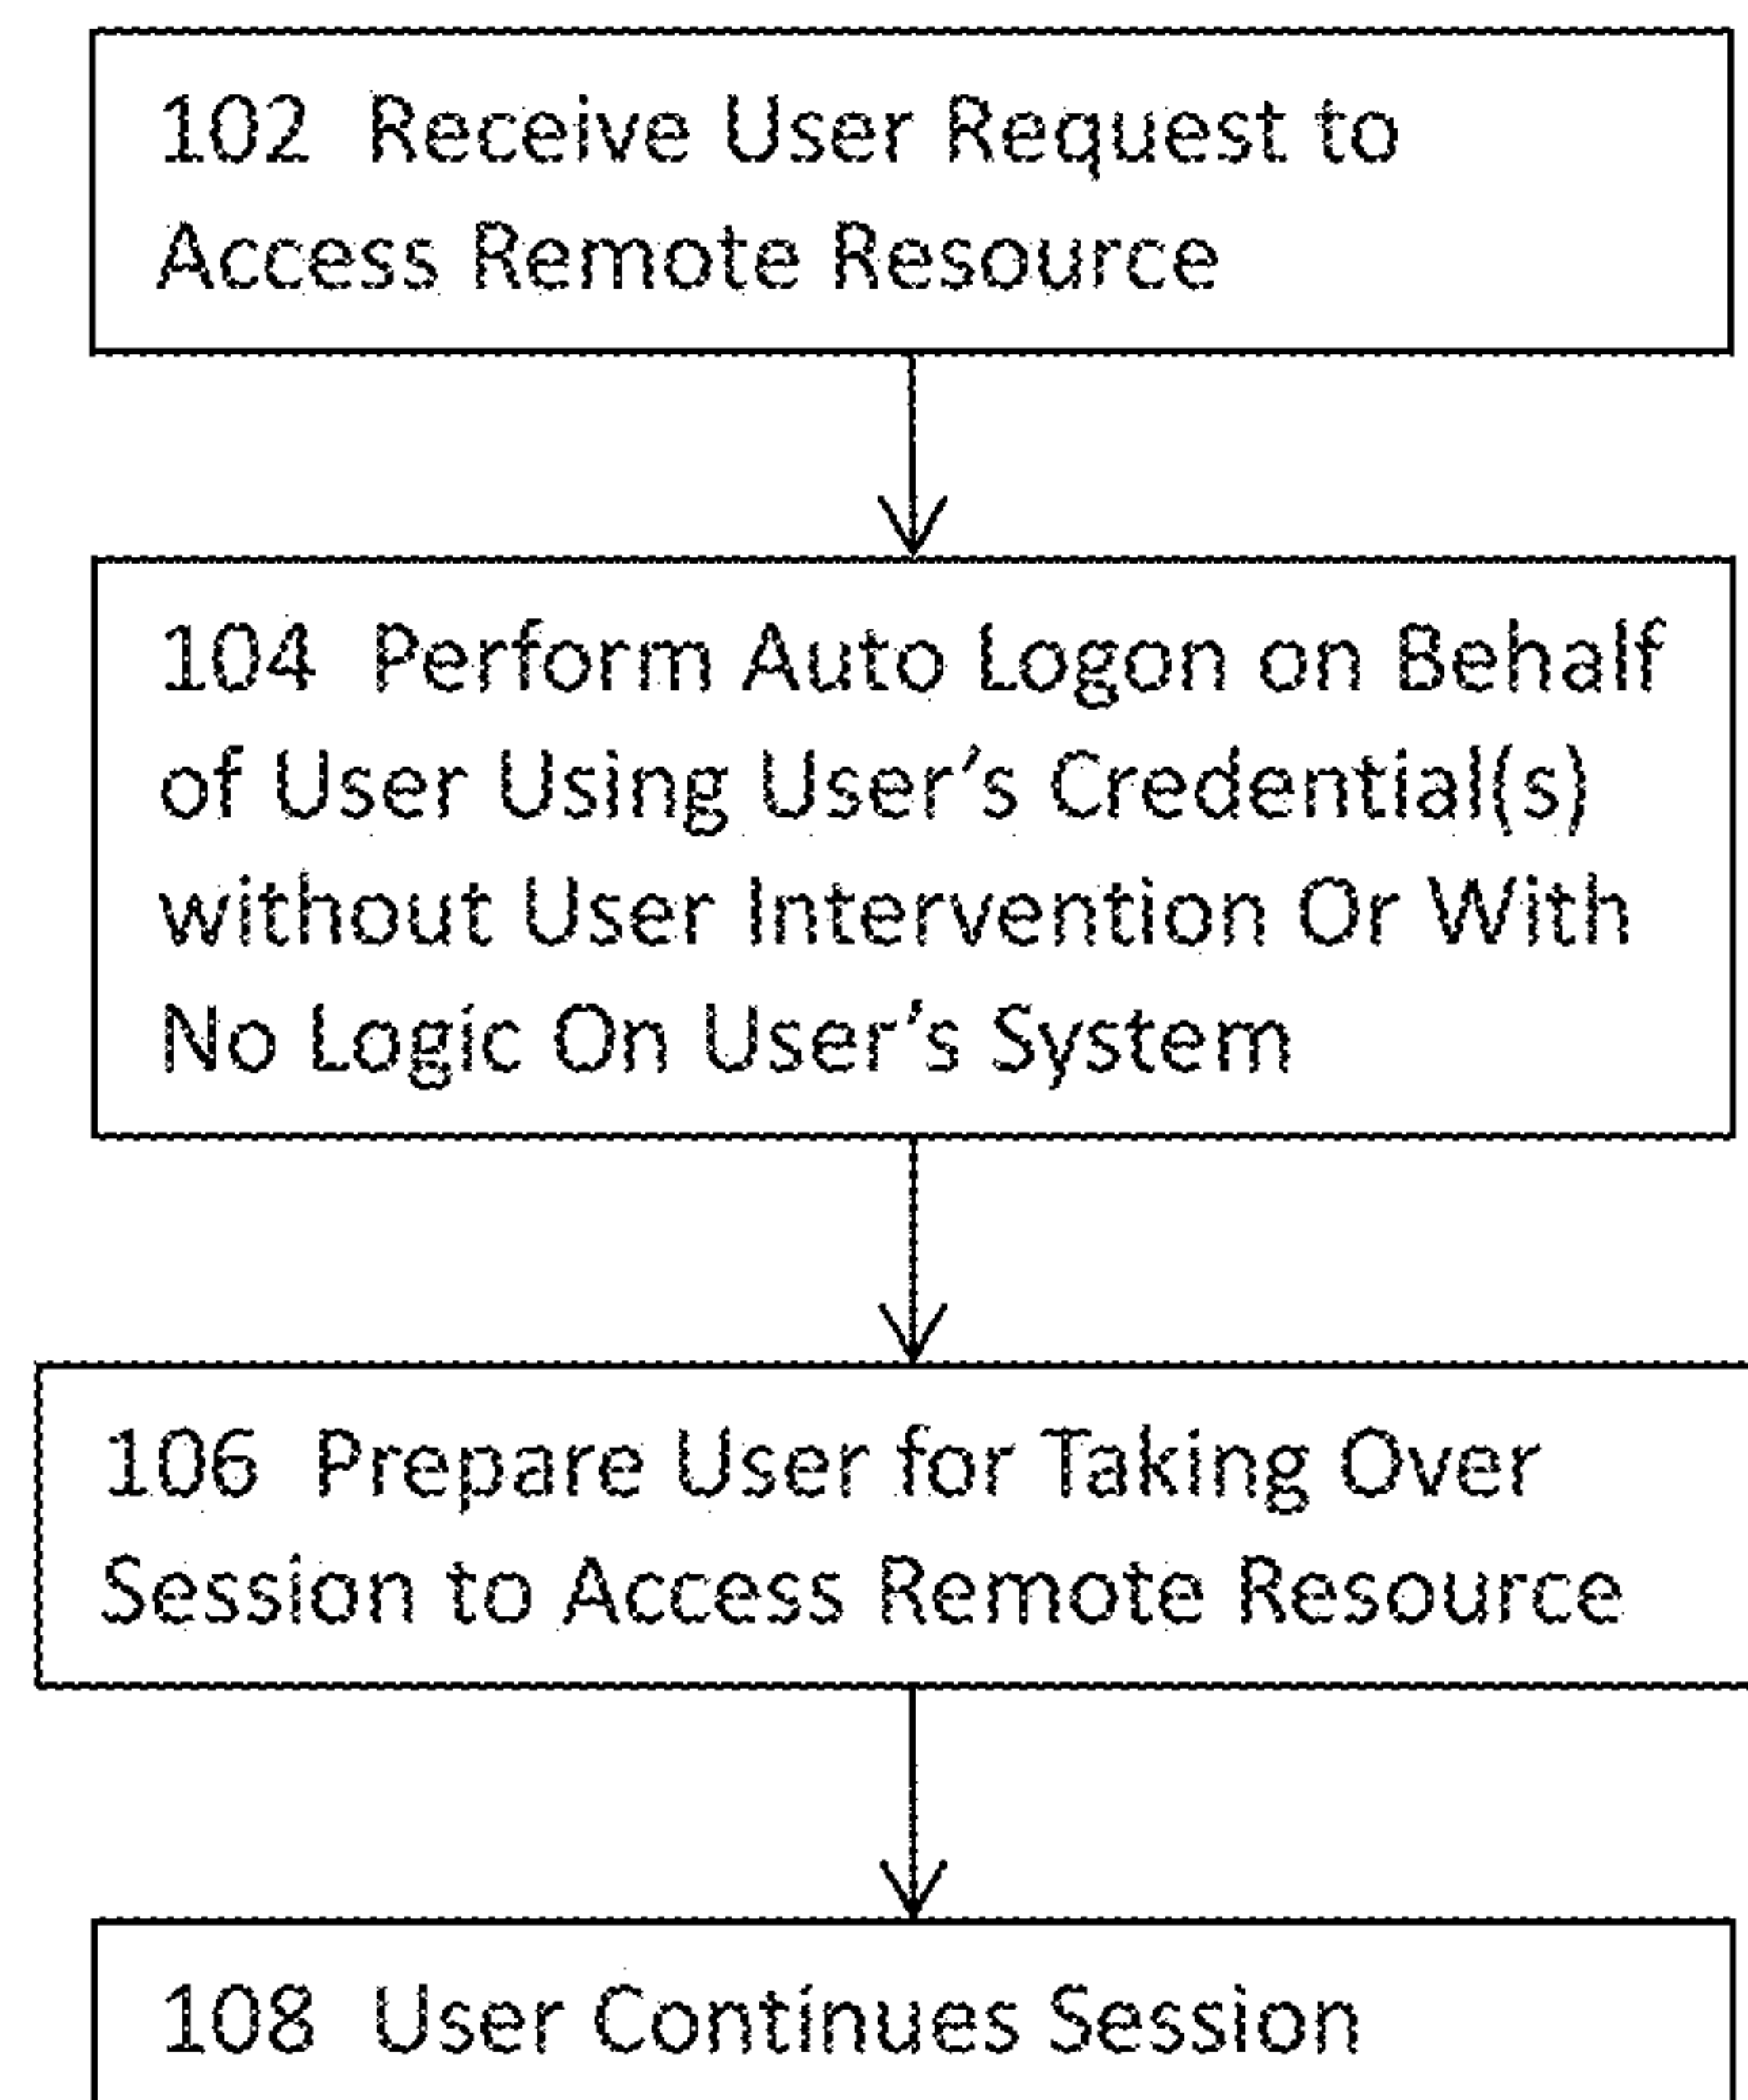 102 Receive User Request to
Access Remote Resource
104 Perform Auto Logon on Behalf
of User Using User's Credential(s)
without User Intervention Or With
No Logic On User's System
106 Prepare User for Taking Over
Session to Access Remote Resource
108 User Continues Session